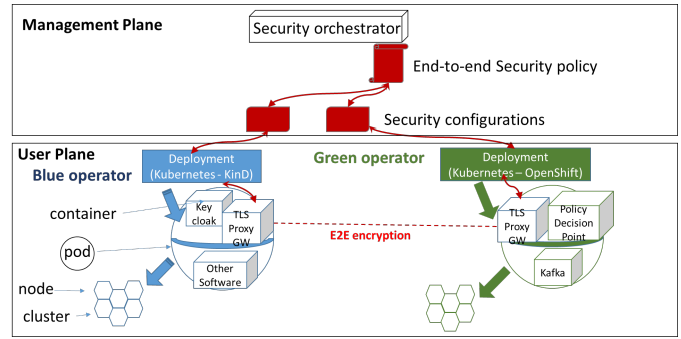 Management Plane
Security orchestrator
End-to-end Security policy
Security configurations
User Plane
Blue operator
Deployment
(Kubernetes - KinD)
Green operator
Deployment
(Kubernetes – OpenShift)
container
Key
cloak
TLS
Proxy
GW
E2E encryption
TLS
Proxy
GW
Policy
Decision
Point
pod
Other
Software
Kafka
node
cluster